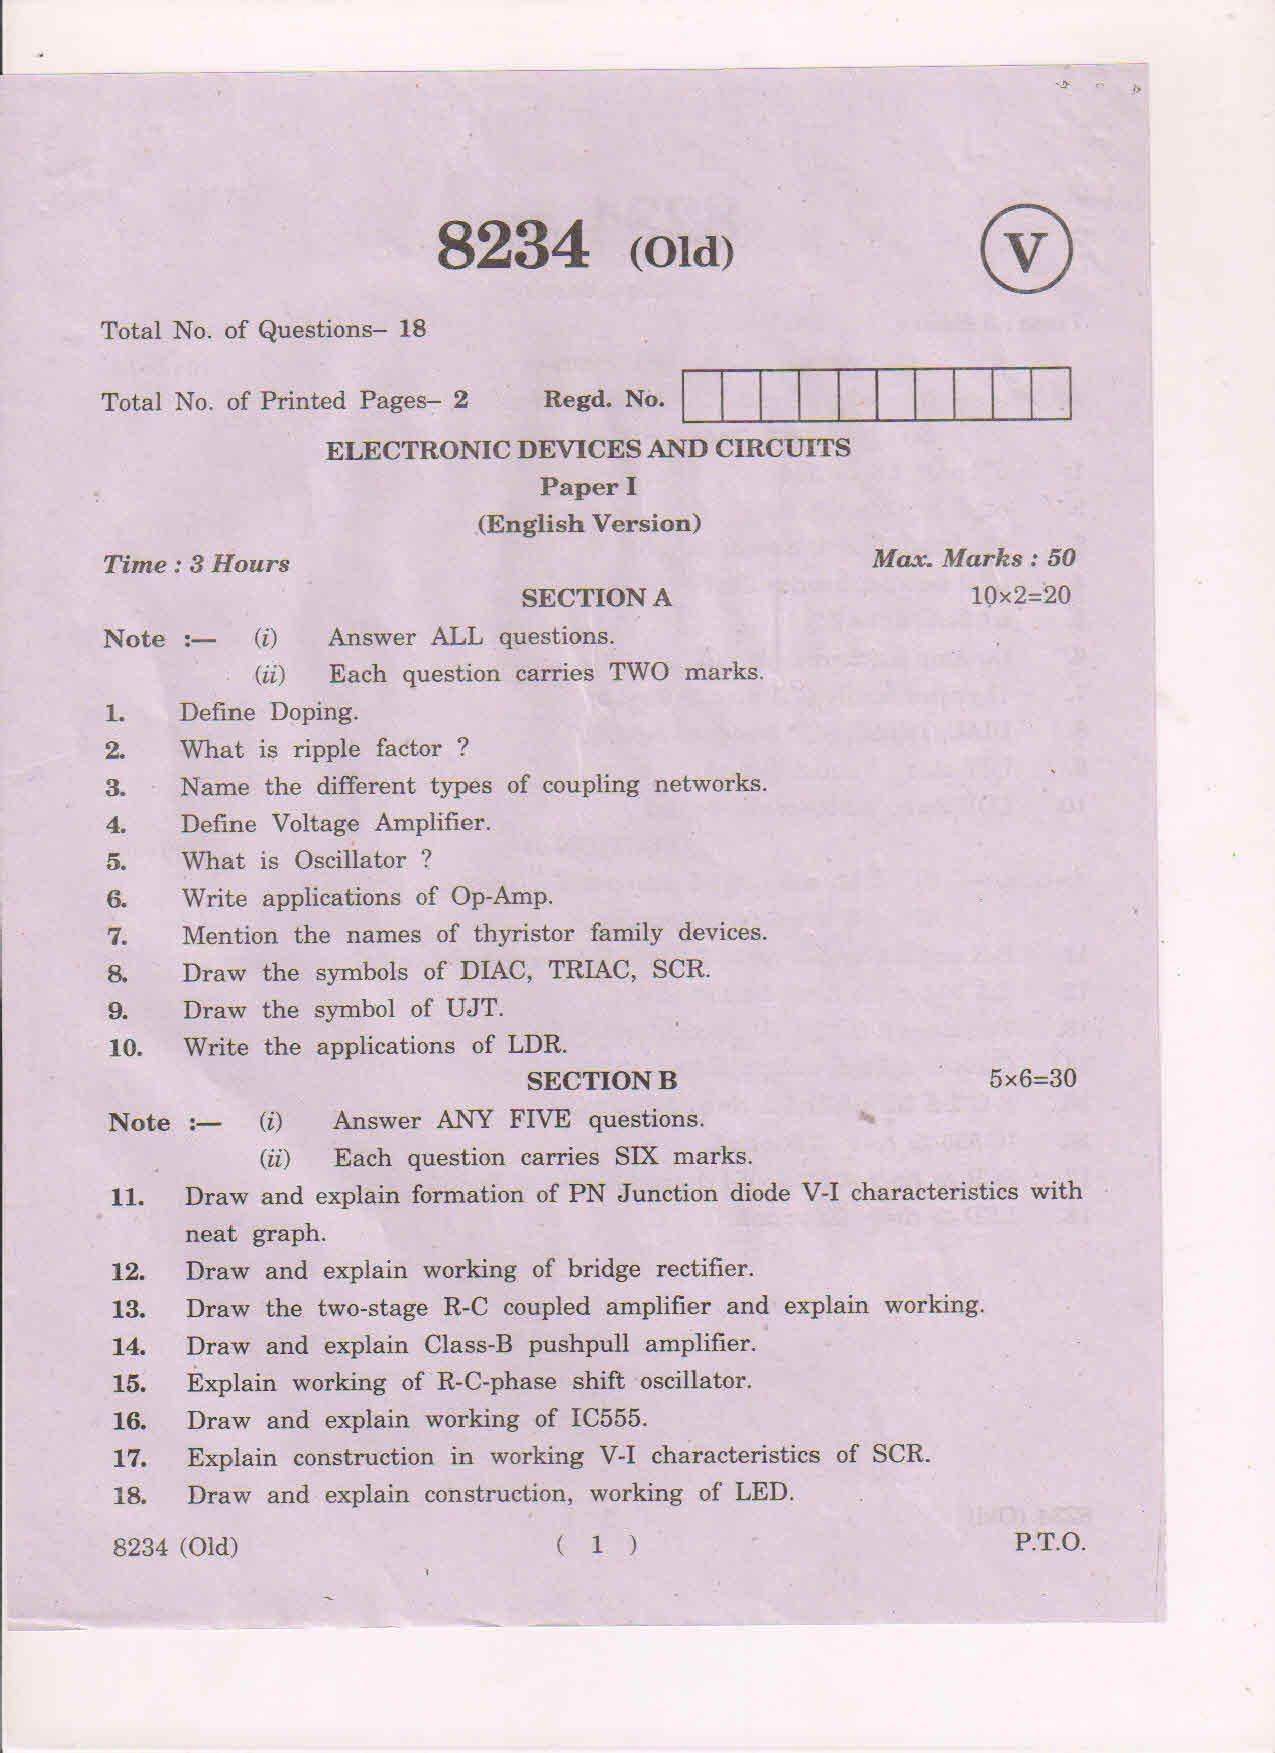 8234 (Old)
V
Total No. of Questions– 18
Total No. of Printed Pages– 2 Regd. No.
ELECTRONIC DEVICES AND CIRCUITS
Paper I
(English Version)
Time : 3 Hours Max. Marks : 50
SECTION A 10×2=20
Note :— (i) Answer ALL questions.
(ii) Each question carries TWO marks.
1. Define Doping.
2. What is ripple factor ?
3. Name the different types of coupling networks.
4. Define Voltage Amplifier.
5. What is Oscillator ?
6. Write applications of Op-Amp.
7. Mention the names of thyristor family devices.
8. Draw the symbols of DIAC, TRIAC, SCR.
9. Draw the symbol of UJT.
10. Write the applications of LDR.
SECTION B 5×6=30
Note :— (i) Answer ANY FIVE questions.
(ii) Each question carries SIX marks.
11. Draw and explain formation of PN Junction diode V-I characteristics with
neat graph.
12. Draw and explain working of bridge rectifier.
13. Draw the two-stage R-C coupled amplifier and explain working.
14. Draw and explain Class-B pushpull amplifier.
15. Explain working of R-C-phase shift oscillator.
16. Draw and explain working of IC555.
17. Explain construction in working V-I characteristics of SCR.
18. Draw and explain construction, working of LED.
8234 (Old) ( 1 ) P.T.O.